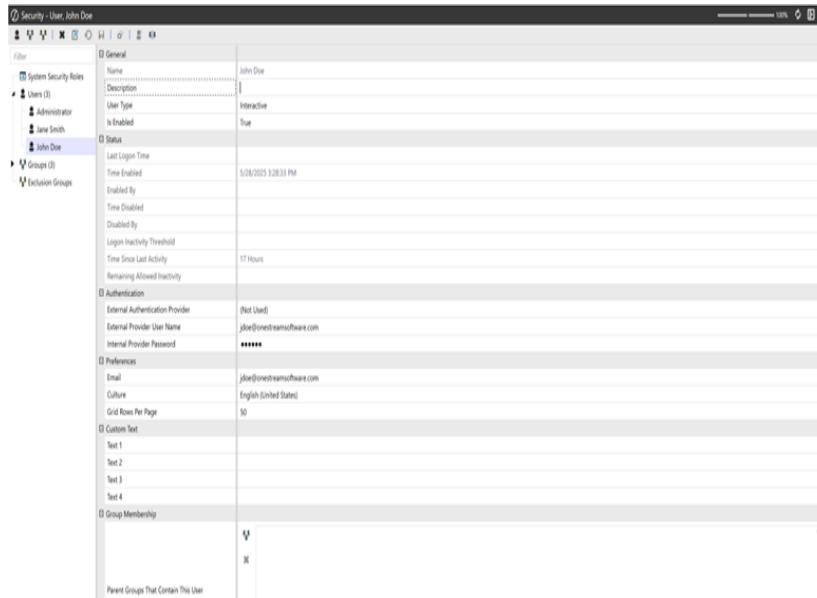 Security - User, John Doe
100%
Filter
System Security Roles
Users (3)
Administrator
Jane Smith
John Doe
Groups (3)
Exclusion Groups
General
Name John Doe
Description
User Type Interactive
Is Enabled True
Status
Last Logon Time
Time Enabled 5/28/2025 3:28:33 PM
Enabled By
Time Disabled
Disabled By
Logon Inactivity Threshold
Time Since Last Activity 17 Hours
Remaining Allowed Inactivity
Authentication
External Authentication Provider (Not Used)
External Provider User Name jdoe@onestreamsoftware.com
Internal Provider Password ●●●●●●
Preferences
Email jdoe@onestreamsoftware.com
Culture English (United States)
Grid Rows Per Page 50
Custom Text
Text 1
Text 2
Text 3
Text 4
Group Membership
Parent Groups That Contain This User